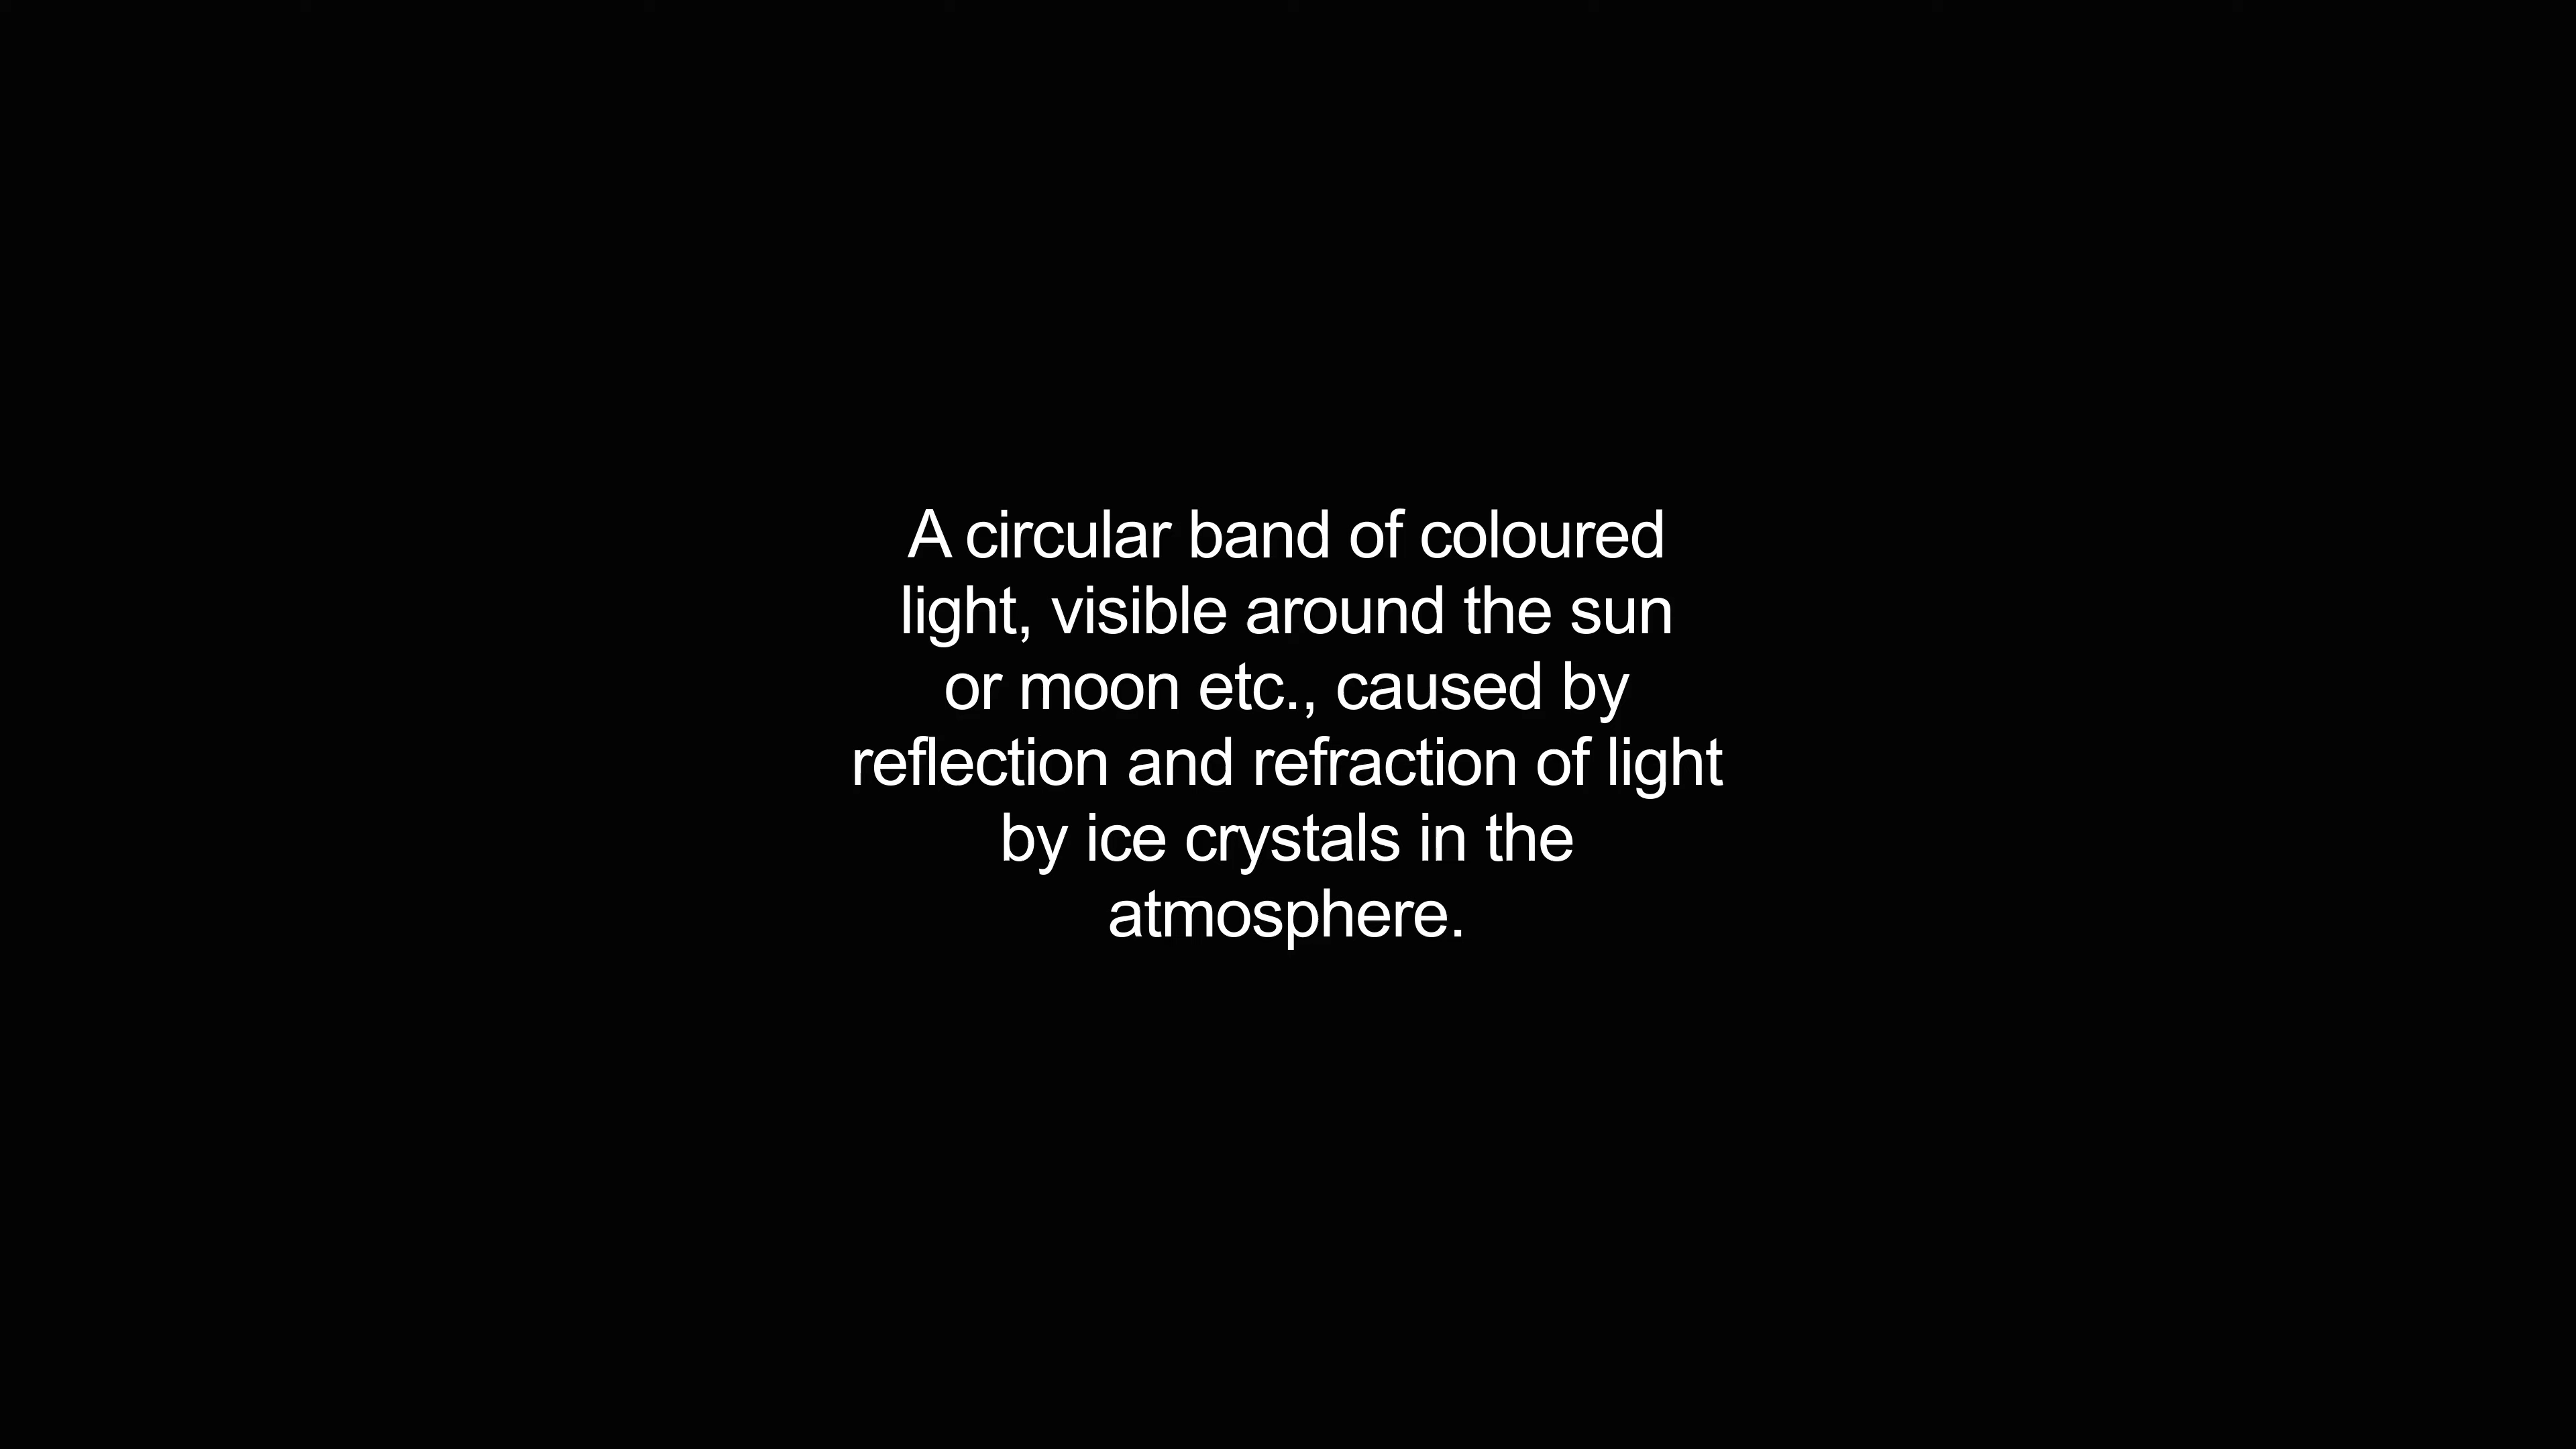 A circular band of coloured
light, visible around the sun
or moon etc., caused by
reflection and refraction of light
by ice crystals in the
atmosphere.